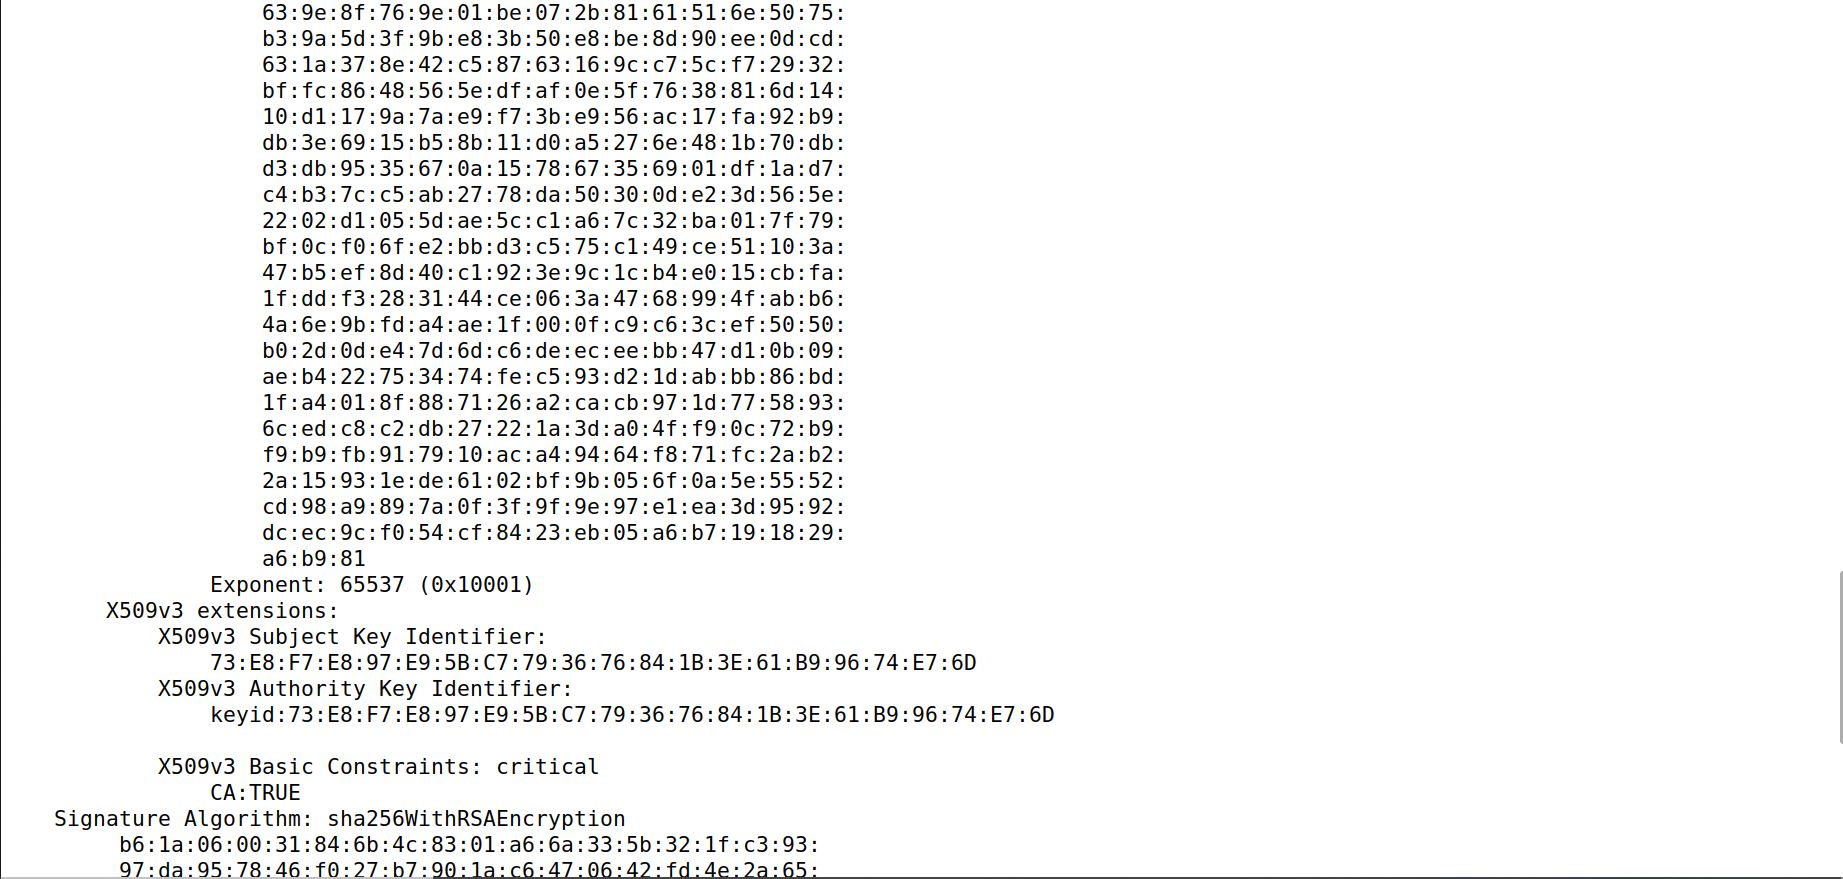 63:9e:8f:76:9e:01:be:07:2b:81:61:51:6e:50:75:
b3:9a:5d:3f:9b:e8:3b:50:e8:be:8d:90:ee:0d:cd:
63:1a:37:8e:42:c5:87:63:16:9c:c7:5c:f7:29:32:
bf:fc:86:48:56:5e:df:af:0e:5f:76:38:81:6d:14:
10:d1:17:9a:7a:e9:f7:3b:e9:56:ac:17:fa:92:b9:
db:3e:69:15:b5:8b:11:d0:a5:27:6e:48:1b:70:db:
d3:db:95:35:67:0a:15:78:67:35:69:01:df:1a:d7:
c4:b3:7c:c5:ab:27:78:da:50:30:0d:e2:3d:56:5e:
22:02:d1:05:5d:ae:5c:c1:a6:7c:32:ba:01:7f:79:
bf:0c:f0:6f:e2:bb:d3:c5:75:c1:49:ce:51:10:3a:
47:b5:ef:8d:40:c1:92:3e:9c:1c:b4:e0:15:cb:fa:
1f:dd:f3:28:31:44:ce:06:3a:47:68:99:4f:ab:b6:
4a:6e:9b:fd:a4:ae:1f:00:0f:c9:c6:3c:ef:50:50:
b0:2d:0d:e4:7d:6d:c6:de:ec:ee:bb:47:d1:0b:09:
ae:b4:22:75:34:74:fe:c5:93:d2:1d:ab:bb:86:bd:
1f:a4:01:8f:88:71:26:a2:ca:cb:97:1d:77:58:93:
6c:ed:c8:c2:db:27:22:1a:3d:a0:4f:f9:0c:72:b9:
f9:b9:fb:91:79:10:ac:a4:94:64:f8:71:fc:2a:b2:
2a:15:93:1e:de:61:02:bf:9b:05:6f:0a:5e:55:52:
cd:98:a9:89:7a:0f:3f:9f:9e:97:e1:ea:3d:95:92:
dc:ec:9c:f0:54:cf:84:23:eb:05:a6:b7:19:18:29:
a6:b9:81
Exponent: 65537 (0x10001)
X509v3 extensions:
X509v3 Subject Key Identifier:
73:E8:F7:E8:97:E9:5B:C7:79:36:76:84:1B:3E:61:B9:96:74:E7:6D
X509v3 Authority Key Identifier:
keyid:73:E8:F7:E8:97:E9:5B:C7:79:36:76:84:1B:3E:61:B9:96:74:E7:6D
X509v3 Basic Constraints: critical
CA:TRUE
Signature Algorithm: sha256WithRSAEncryption
b6:1a:06:00:31:84:6b:4c:83:01:a6:6a:33:5b:32:1f:c3:93:
97:da:95:78:46:f0:27:b7:90:1a:c6:47:06:42:fd:4e:2a:65: